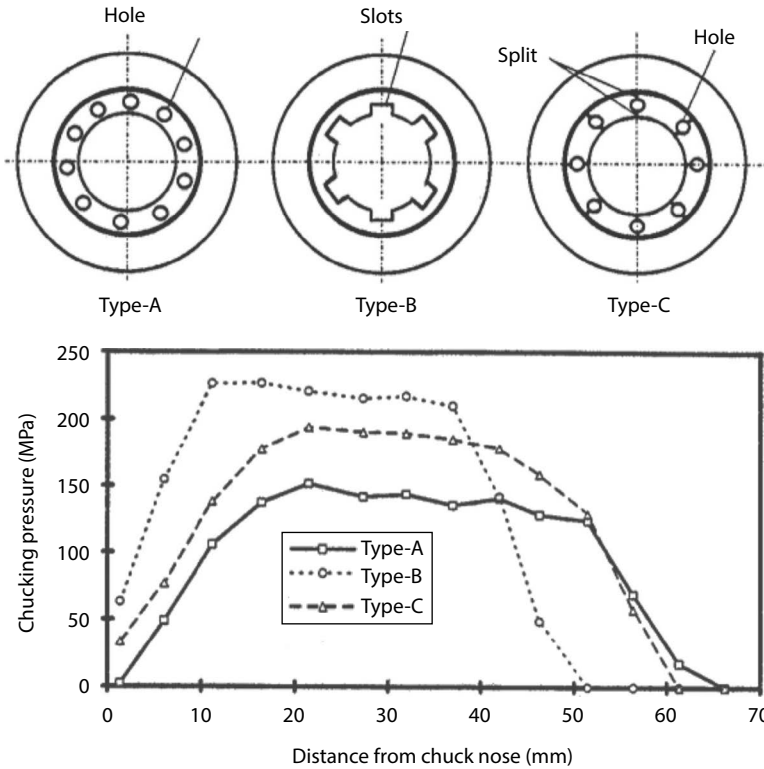 Hole
Slots
Split
Hole
Type-A
Type-B
Type-C
250
200
150
100
50
0
Chucking pressure (MPa)
Type-A
Type-B
Type-C
0 10 20 30 40 50 60 70
Distance from chuck nose (mm)